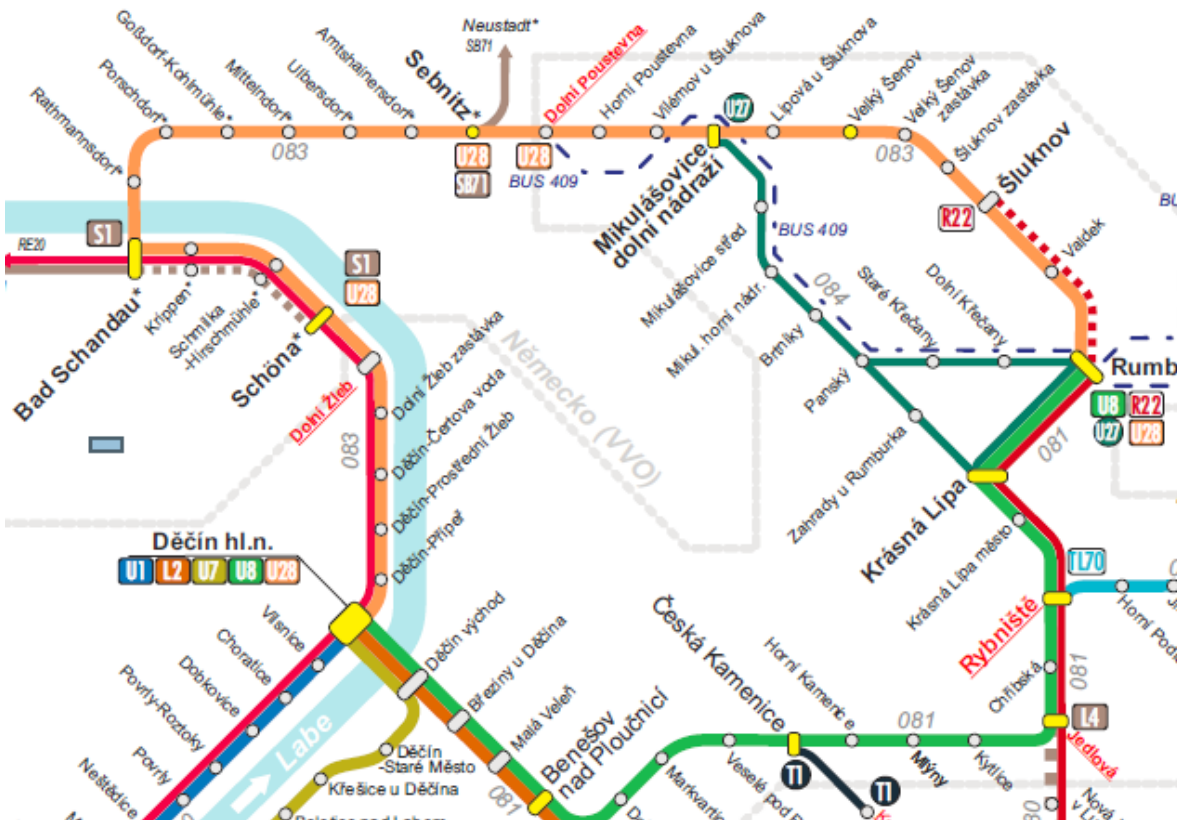 Neustadt*
SB71
Goßdorf-Kohlmühle*
Porschdorf*
Rathmannsdorf*
Mittelndorf*
Ulbersdorf*
Amtshainersdorf*
Sebnitz*
Dolní Poustevna
Horní Poustevna
Vilémov u Šluknova
U27
Lipová u Šluknova
Velký Šenov
Velký Šenov
zastávka
Šluknov zastávka
Šluknov
083
U28
SB71
U28
BUS 409
083
R22
Mikulášovice
dolní nádraží
BUS 409
Valdek
S1
RE20
S1
U28
Krippen*
Schmilka
-Hirschmühle*
Bad Schandau*
Schöna*
Dolní Žleb
Dolní Žleb zastávka
Děčín-Čertova voda
Děčín-Prostřední Žleb
Děčín-Přípeř
083
Německo (VVO)
Mikulášovice střed
Mikul. horní nádr.
084
Brtníky
Panský
Staré Křečany
Dolní Křečany
Rumb
U8
R22
U27
U28
081
Zahrady u Rumburka
Krásná Lípa
Krásná Lípa město
TL70
Rybniště
Horní Pod
Chřibská
081
L4
Jedlová
Děčín hl.n.
U1
L2
U7
U8
U28
Vilsnice
Choratice
Dobkovice
Povrly-Roztoky
Povrly
Neštědice
Labe
Děčín východ
Březiny u Děčína
Malá Veleň
Benešov
nad Ploučnicí
Děčín
-Staré Město
Křešice u Děčína
081
Markvartic
Veselé pod
Česká Kamenice
Horní Kamenice
081
Mlýny
Kytlice
T1
T1
080
Nová